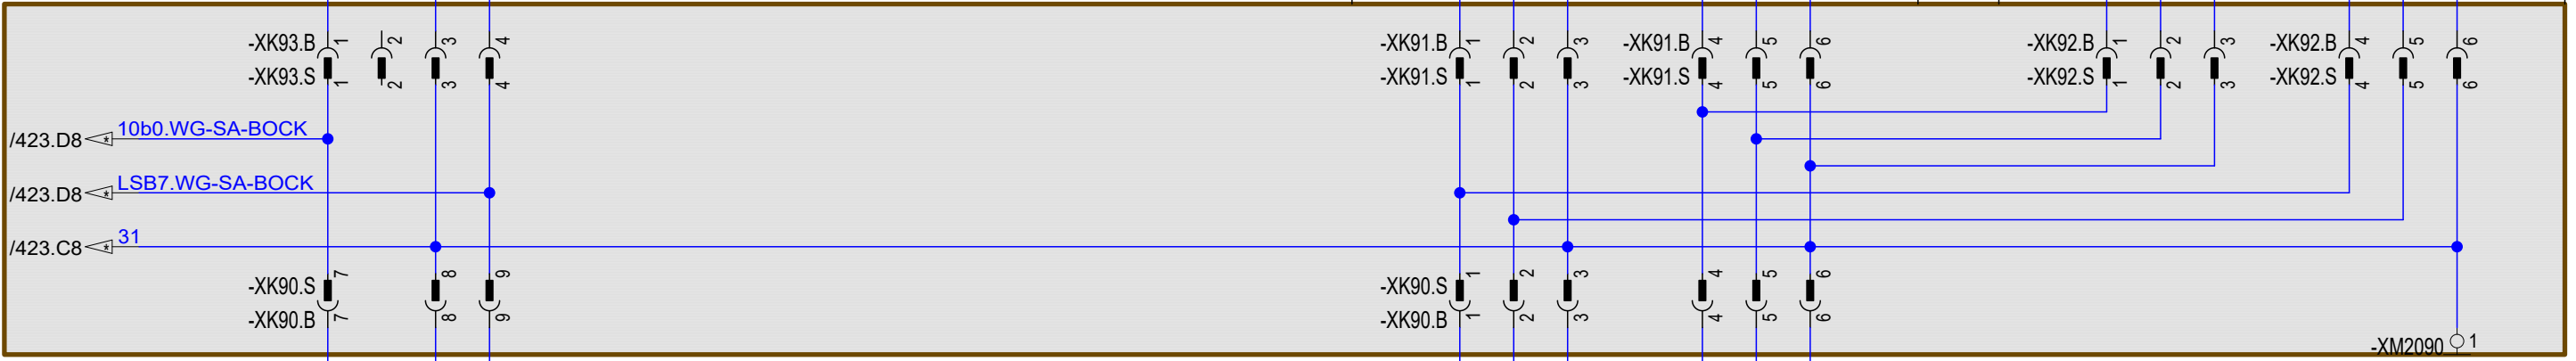 -XK93.B 1 2 3 4 -XK91.B 1 2 3 -XK91.B 4 5 6 -XK92.B 1 2 3 -XK92.B 4 5 6
-XK93.S 1 2 3 4 -XK91.S 1 2 3 -XK91.S 4 5 6 -XK92.S 1 2 3 -XK92.S 4 5 6
/423.D8 * 10b0.WG-SA-BOCK
/423.D8 * LSB7.WG-SA-BOCK
/423.C8 * 31
-XK90.S 7 8 9 -XK90.S 1 2 3 4 5 6
-XK90.B 7 8 9 -XK90.B 1 2 3 4 5 6
-XM2090 1